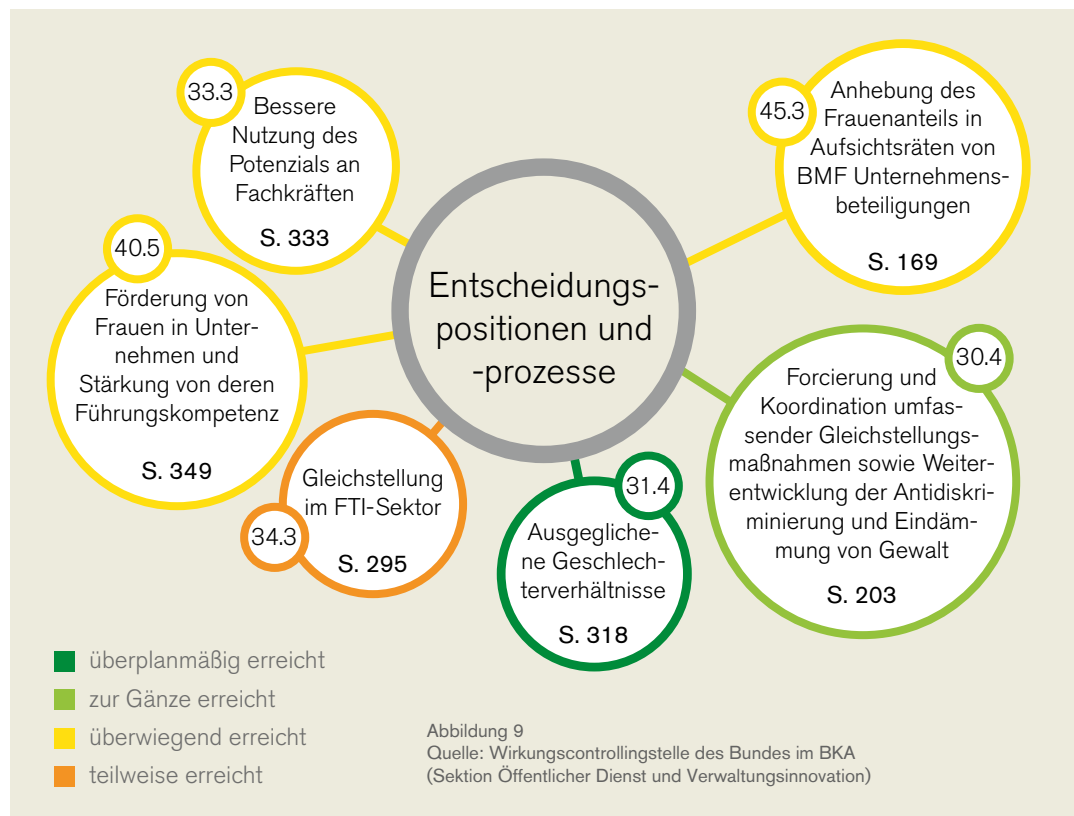 33.3
Bessere
Nutzung des
Potenzials an
Fachkräften
S. 333
45.3
Anhebung des
Frauenanteils in
Aufsichtsräten von
BMF Unternehmens-
beteiligungen
S. 169
40.5
Förderung von
Frauen in Unter-
nehmen und
Stärkung von deren
Führungskompetenz
S. 349
Entscheidungs-
positionen und
-prozesse
30.4
Forcierung und
Koordination umfas-
sender Gleichstellungs-
maßnahmen sowie Weiter-
entwicklung der Antidiskri-
minierung und Eindäm-
mung von Gewalt
S. 203
34.3
Gleichstellung
im FTI-Sektor
S. 295
31.4
Ausgegliche-
ne Geschlech-
terverhältnisse
S. 318
überplanmäßig erreicht
zur Gänze erreicht
überwiegend erreicht
teilweise erreicht
Abbildung 9
Quelle: Wirkungscontrollingstelle des Bundes im BKA
(Sektion Öffentlicher Dienst und Verwaltungsinnovation)